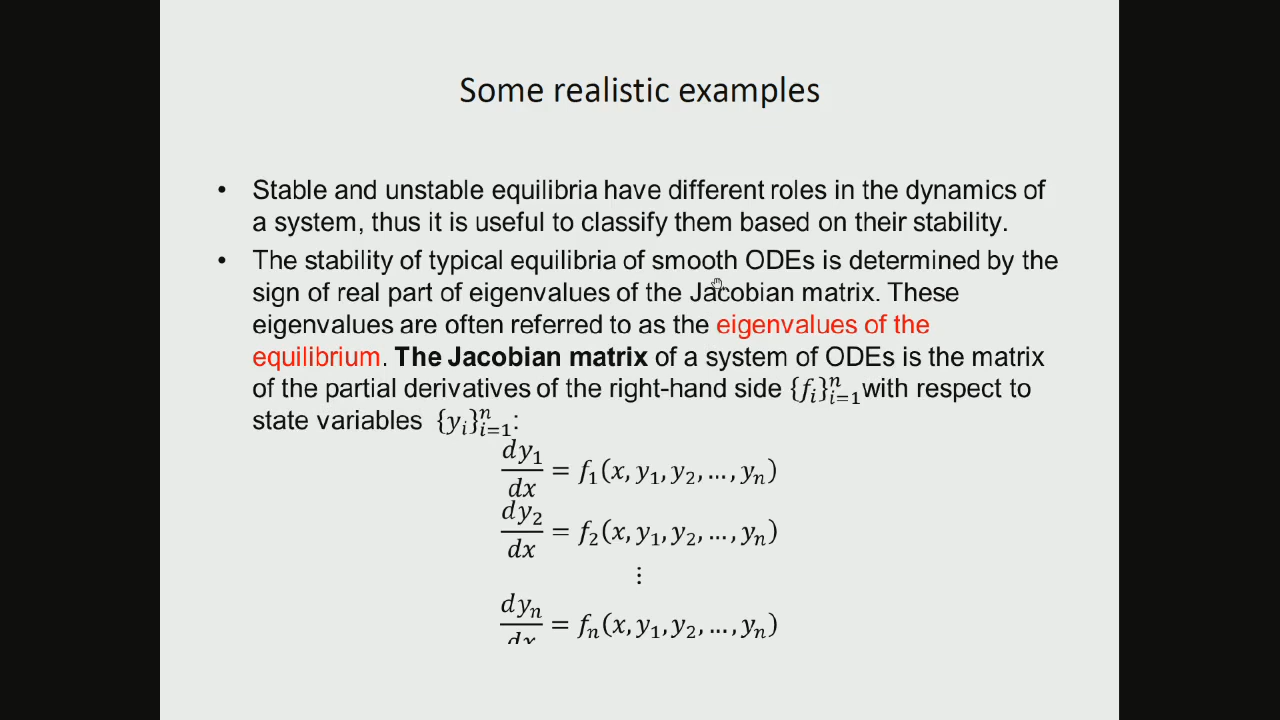 Some realistic examples
• Stable and unstable equilibria have different roles in the dynamics of
a system, thus it is useful to classify them based on their stability.
• The stability of typical equilibria of smooth ODEs is determined by the
sign of real part of eigenvalues of the Jacobian matrix. These
eigenvalues are often referred to as the eigenvalues of the
equilibrium. The Jacobian matrix of a system of ODEs is the matrix
of the partial derivatives of the right-hand side {f_i}_{i=1}^n with respect to
state variables {y_i}_{i=1}^n:
dy_1/dx = f_1(x, y_1, y_2, ..., y_n)
dy_2/dx = f_2(x, y_1, y_2, ..., y_n)
⋮
dy_n/dx = f_n(x, y_1, y_2, ..., y_n)